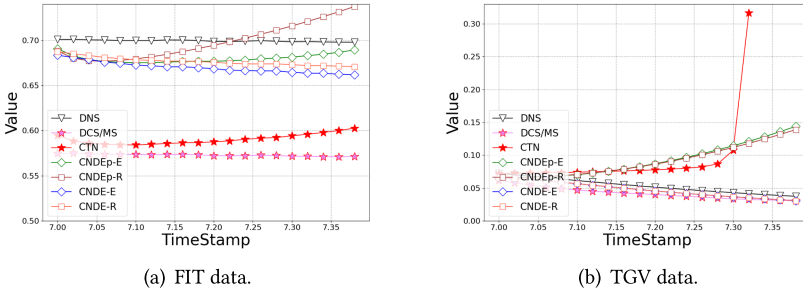 Value
0.70
0.65
0.60
0.55
0.50
DNS
DCS/MS
CTN
CNDEp-E
CNDEp-R
CNDE-E
CNDE-R
7.00 7.05 7.10 7.15 7.20 7.25 7.30 7.35
TimeStamp
(a) FIT data.
Value
0.30
0.25
0.20
0.15
0.10
0.05
0.00
DNS
DCS/MS
CTN
CNDEp-E
CNDEp-R
CNDE-E
CNDE-R
7.00 7.05 7.10 7.15 7.20 7.25 7.30 7.35
TimeStamp
(b) TGV data.